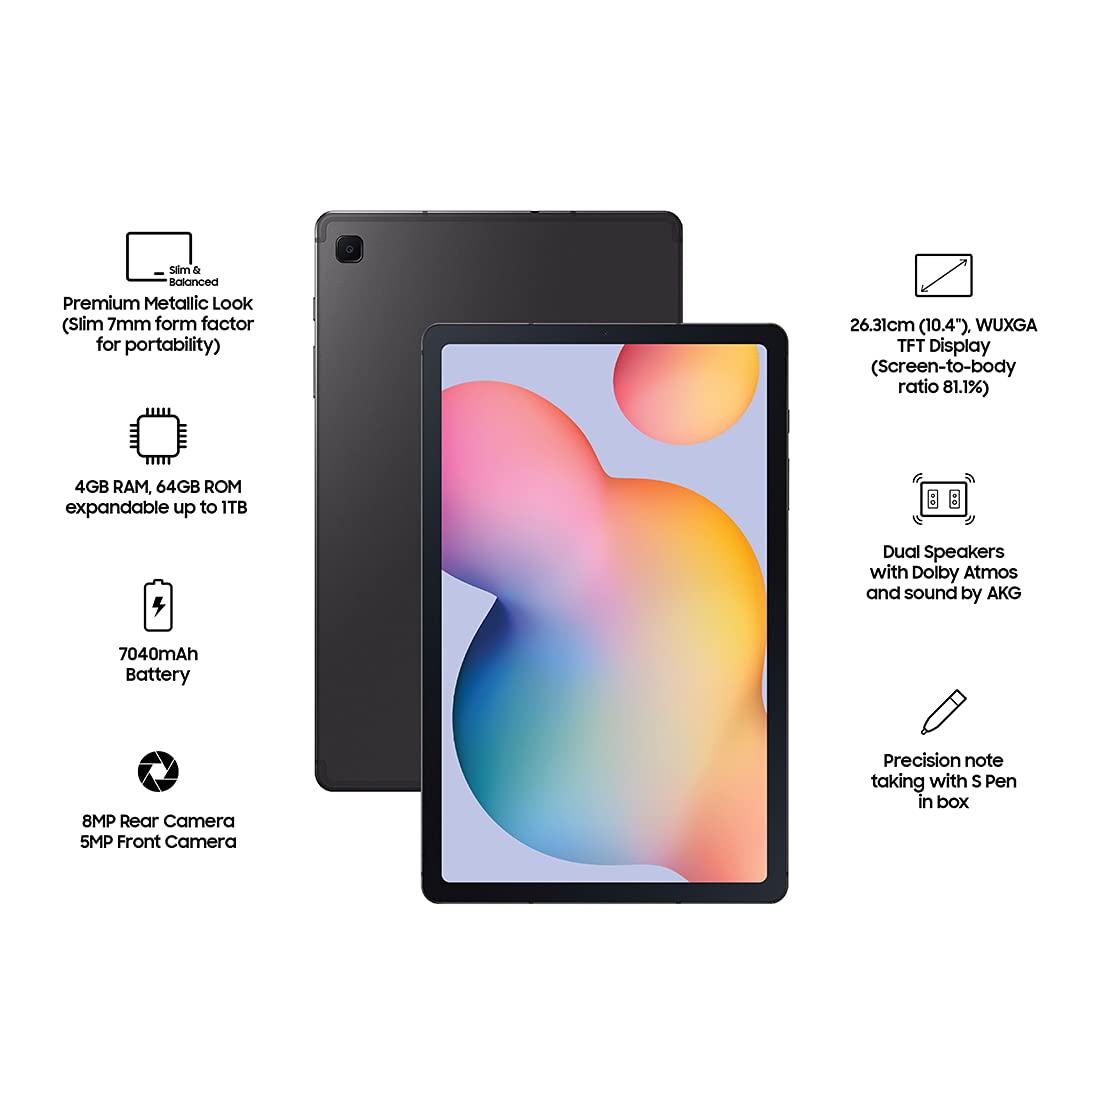 Slim &
Balanced
Premium Metallic Look
(Slim 7mm form factor
for portability)
4GB RAM, 64GB ROM
expandable up to 1TB
7040mAh
Battery
8MP Rear Camera
5MP Front Camera
26.31cm (10.4"), WUXGA
TFT Display
(Screen-to-body
ratio 81.1%)
Dual Speakers
with Dolby Atmos
and sound by AKG
Precision note
taking with S Pen
in box